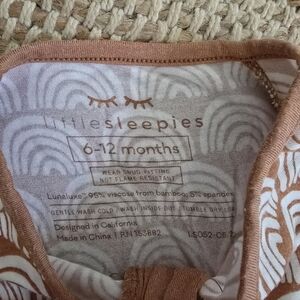 littlesleepies
6-12 months
WEAR SNUG-FITTING
NOT FLAME RESISTANT
Lunaluxe™ 95% viscose from bamboo, 5% spandex
GENTLE WASH COLD | WASH INSIDE-OUT | TUMBLE DRY LOW
Designed in California
Made in China | RN 153882